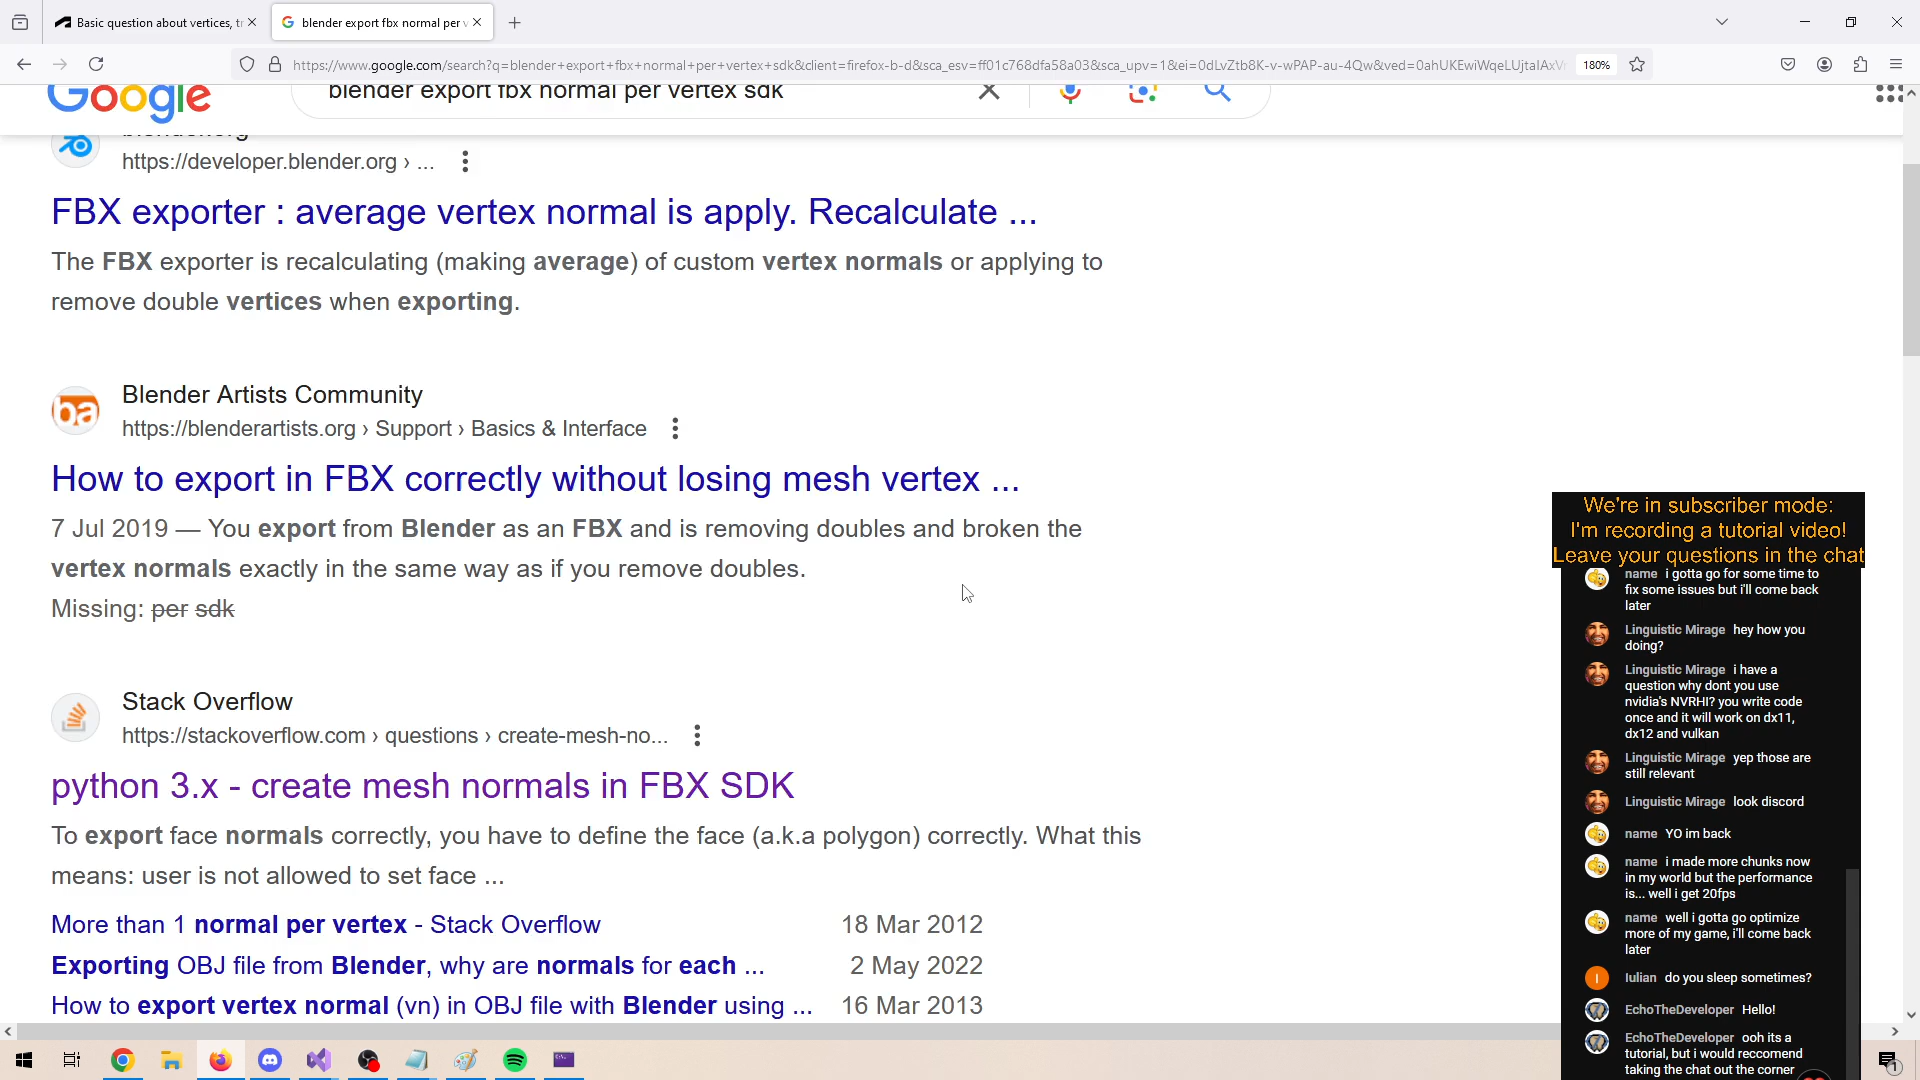 Basic question about vertices, tr
blender export fbx normal per v
https://www.google.com/search?q=blender+export+fbx+normal+per+vertex+sdk&client=firefox-b-d&sca_esv=ff01c768dfa58a03&sca_upv=1&ei=0dLvZtb8K-v-wPAP-au-4Qw&ved=0ahUKEwiWqeLUjtaIAxV
180%
Google
blender export fbx normal per vertex sdk
https://developer.blender.org › ...
FBX exporter : average vertex normal is apply. Recalculate ...
The FBX exporter is recalculating (making average) of custom vertex normals or applying to
remove double vertices when exporting.
Blender Artists Community
https://blenderartists.org › Support › Basics & Interface
How to export in FBX correctly without losing mesh vertex ...
7 Jul 2019 — You export from Blender as an FBX and is removing doubles and broken the
vertex normals exactly in the same way as if you remove doubles.
Missing: per sdk
Stack Overflow
https://stackoverflow.com › questions › create-mesh-no...
python 3.x - create mesh normals in FBX SDK
To export face normals correctly, you have to define the face (a.k.a polygon) correctly. What this
means: user is not allowed to set face ...
More than 1 normal per vertex - Stack Overflow 18 Mar 2012
Exporting OBJ file from Blender, why are normals for each ... 2 May 2022
How to export vertex normal (vn) in OBJ file with Blender using ... 16 Mar 2013
We're in subscriber mode:
I'm recording a tutorial video!
Leave your questions in the chat
name i gotta go for some time to
fix some issues but i'll come back
later
Linguistic Mirage hey how you
doing?
Linguistic Mirage i have a
question why dont you use
nvidia's NVRHI? you write code
once and it will work on dx11,
dx12 and vulkan
Linguistic Mirage yep those are
still relevant
Linguistic Mirage look discord
name YO im back
name i made more chunks now
in my world but the performance
is... well i get 20fps
name well i gotta go optimize
more of my game, i'll come back
later
Iulian do you sleep sometimes?
EchoTheDeveloper Hello!
EchoTheDeveloper ooh its a
tutorial, but i would reccomend
taking the chat out the corner
1